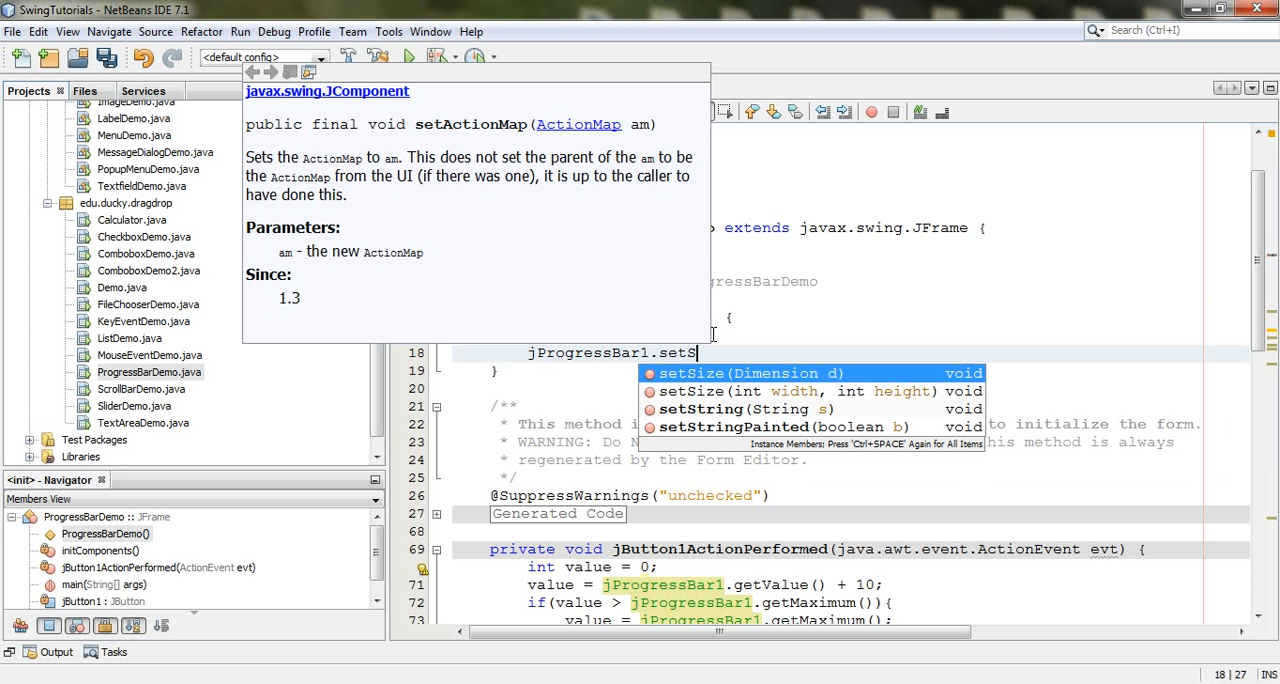 SwingTutorials - NetBeans IDE 7.1
File Edit View Navigate Source Refactor Run Debug Profile Team Tools Window Help
Search (Ctrl+I)
<default config>
Projects Files Services
ImageDemo.java
LabelDemo.java
MenuDemo.java
MessageDialogDemo.java
PopupMenuDemo.java
TextfieldDemo.java
edu.ducky.dragdrop
Calculator.java
CheckboxDemo.java
ComboboxDemo.java
ComboboxDemo2.java
Demo.java
FileChooserDemo.java
KeyEventDemo.java
ListDemo.java
MouseEventDemo.java
ProgressBarDemo.java
ScrollBarDemo.java
SliderDemo.java
TextAreaDemo.java
Test Packages
Libraries
<init> - Navigator
Members View
ProgressBarDemo :: JFrame
ProgressBarDemo()
initComponents()
jButton1ActionPerformed(ActionEvent evt)
main(String[] args)
jButton1 : JButton
Output Tasks
javax.swing.JComponent
public final void setActionMap(ActionMap am)
Sets the ActionMap to am. This does not set the parent of the am to be
the ActionMap from the UI (if there was one), it is up to the caller to
have done this.
Parameters:
am - the new ActionMap
Since:
1.3
o extends javax.swing.JFrame {
gressBarDemo
{
18 jProgressBar1.setS
19 }
20
21 /**
22 * This method i to initialize the form.
23 * WARNING: Do N his method is always
24 * regenerated by the Form Editor.
25 */
26 @SuppressWarnings("unchecked")
27 Generated Code
68
69 private void jButton1ActionPerformed(java.awt.event.ActionEvent evt) {
int value = 0;
71 value = jProgressBar1.getValue() + 10;
72 if(value > jProgressBar1.getMaximum()){
73 value = jProgressBar1.getMaximum();
setSize(Dimension d) void
setSize(int width, int height) void
setString(String s) void
setStringPainted(boolean b) void
Instance Members; Press 'Ctrl+SPACE' Again for All Items
18 | 27 INS